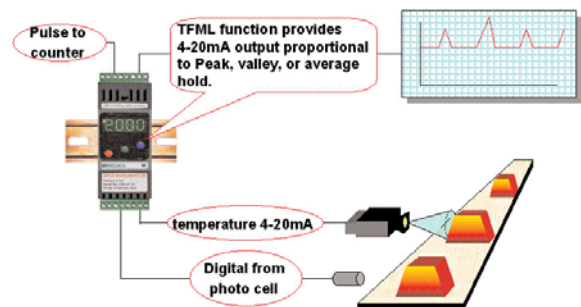 Pulse to
counter
TFML function provides
4-20mA output proportional
to Peak, valley, or average
hold.
2000
temperature 4-20mA
Digital from
photo cell